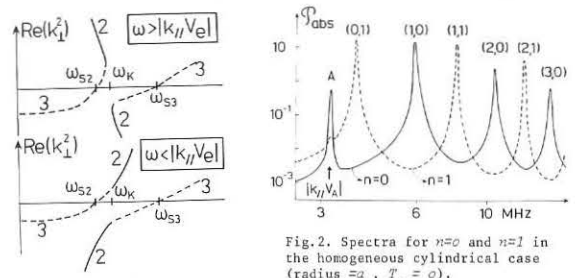 Re(k⊥²)
2
ω>|k∥Ve|
ωS2
ωK
3
ωS3
3
2
Re(k⊥²)
ω<|k∥Ve|
2
ωS2
ωK
3
3
ωS3
2
𝒫abs
(0,1)
(1,0)
(1,1)
(2,0)
(2,1)
(3,0)
10
A
10⁻¹
10⁻³
|k∥VA|
n=0
n=1
3
6
10
MHz
Fig.2. Spectra for n=o and n=1 in
the homogeneous cylindrical case
(radius =a , T = o).